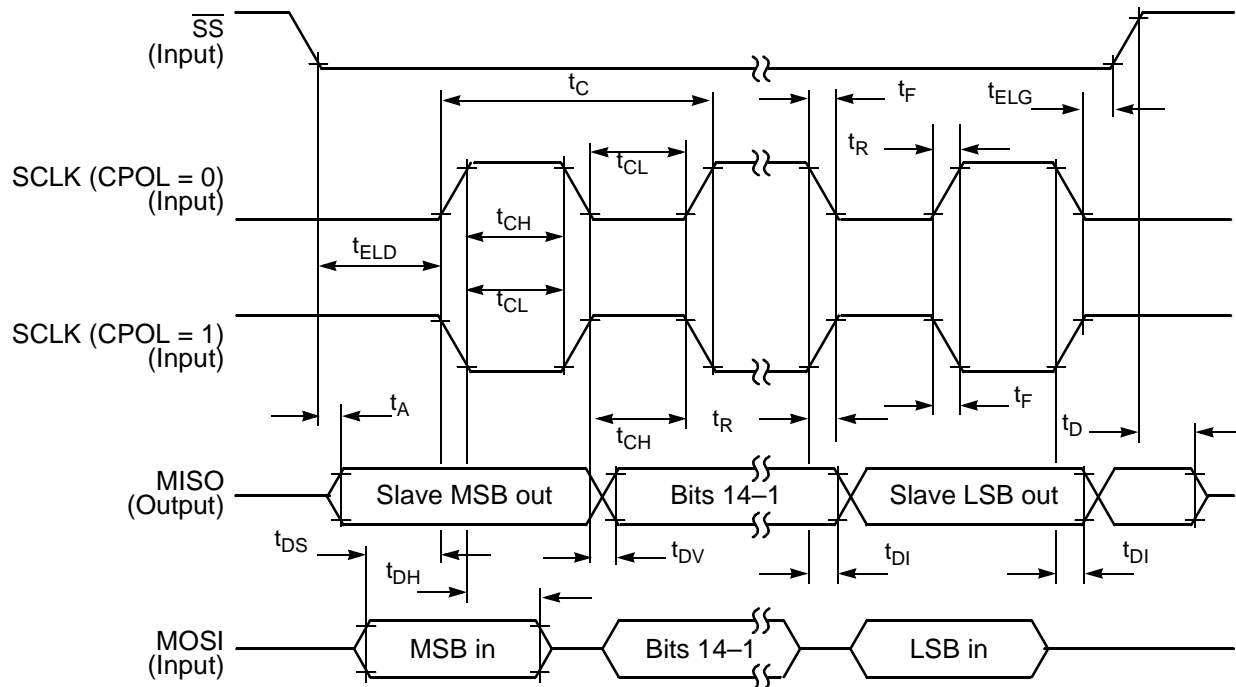 SS
(Input)
tC
tF
tELG
tR
tCL
SCLK (CPOL = 0)
(Input)
tCH
tELD
tCL
SCLK (CPOL = 1)
(Input)
tA
tCH
tR
tF
tD
MISO
(Output)
Slave MSB out
Bits 14–1
Slave LSB out
tDS
tDV
tDI
tDI
tDH
MOSI
(Input)
MSB in
Bits 14–1
LSB in